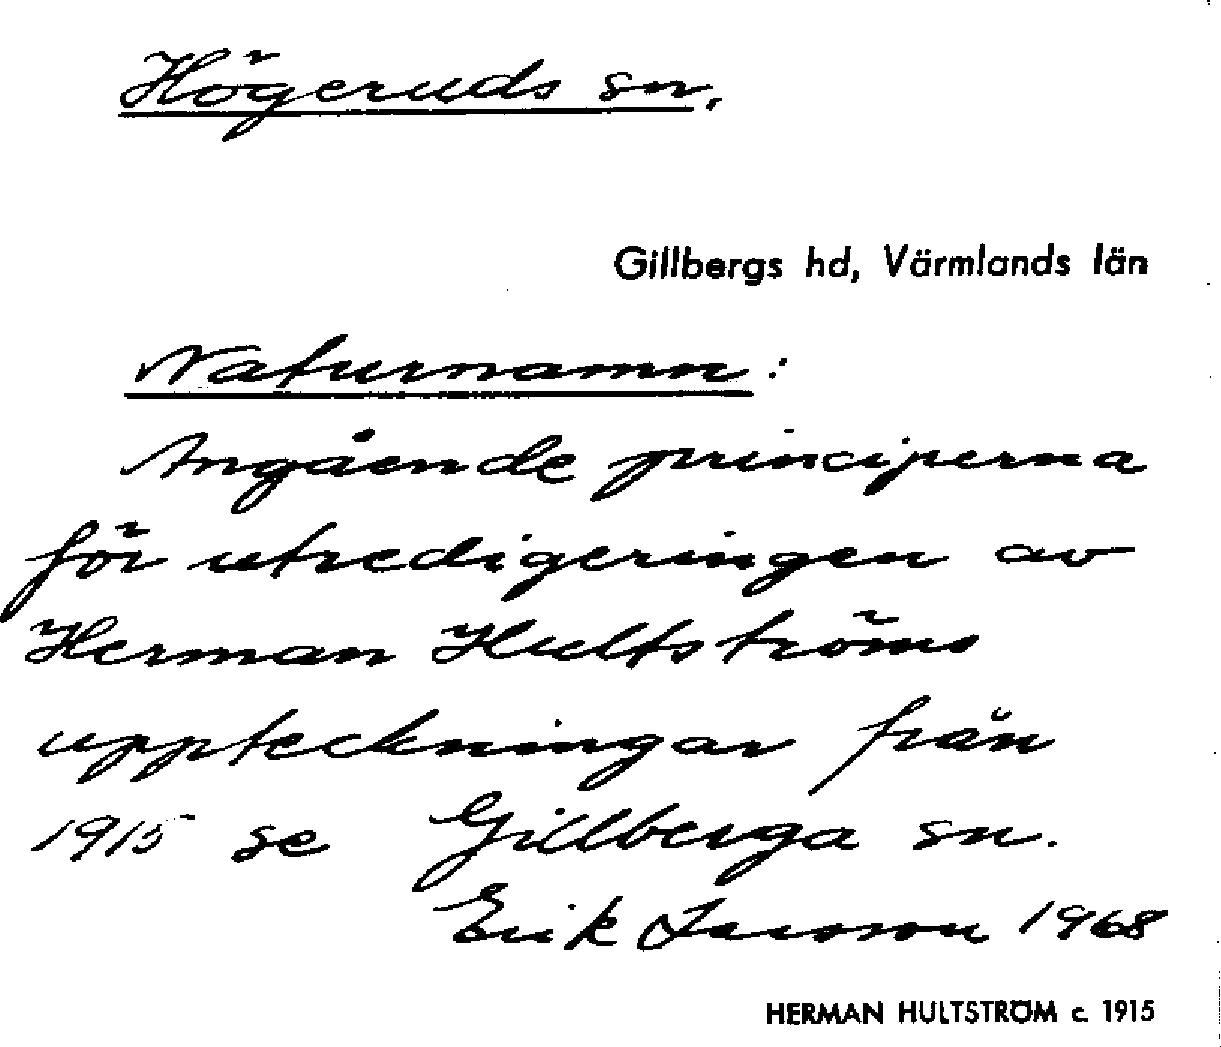 Högeruds sn.
Gillbergs hd, Värmlands län
Naturnamn:
Angående principerna
för utredigeringen av
Herman Hultströms
uppteckningar från
1915 se Gillberga sn.
Erik Larsson 1968
HERMAN HULTSTRÖM c. 1915